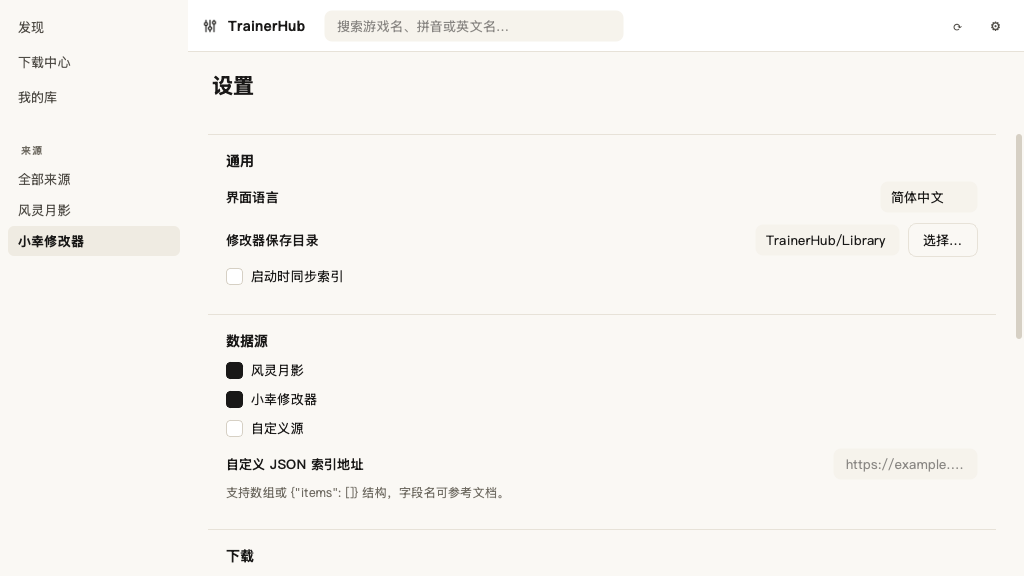 发现
下载中心
我的库
来源
全部来源
风灵月影
小幸修改器
TrainerHub
搜索游戏名、拼音或英文名...
设置
通用
界面语言
简体中文
修改器保存目录
TrainerHub/Library
选择...
启动时同步索引
数据源
风灵月影
小幸修改器
自定义源
自定义 JSON 索引地址
https://example....
支持数组或 {"items": []} 结构，字段名可参考文档。
下载